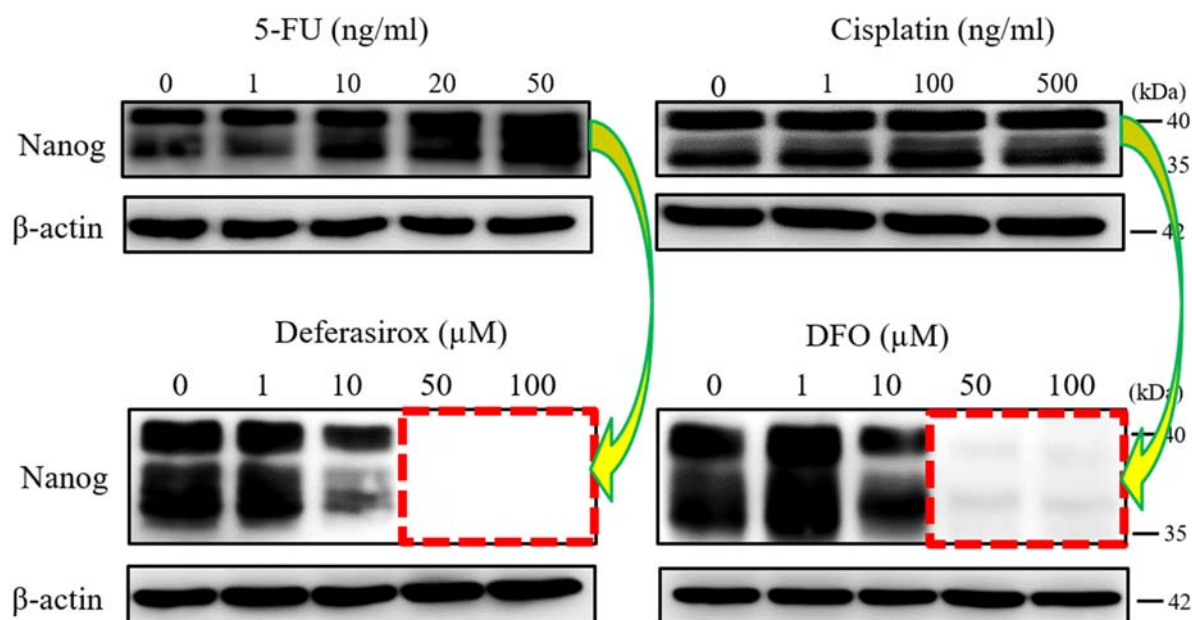 5-FU (ng/ml)
0 1 10 20 50
Nanog
β-actin
Cisplatin (ng/ml)
0 1 100 500 (kDa)
40
35
42
Deferasirox (µM)
0 1 10 50 100
Nanog
β-actin
DFO (µM)
0 1 10 50 100 (kDa)
40
35
42